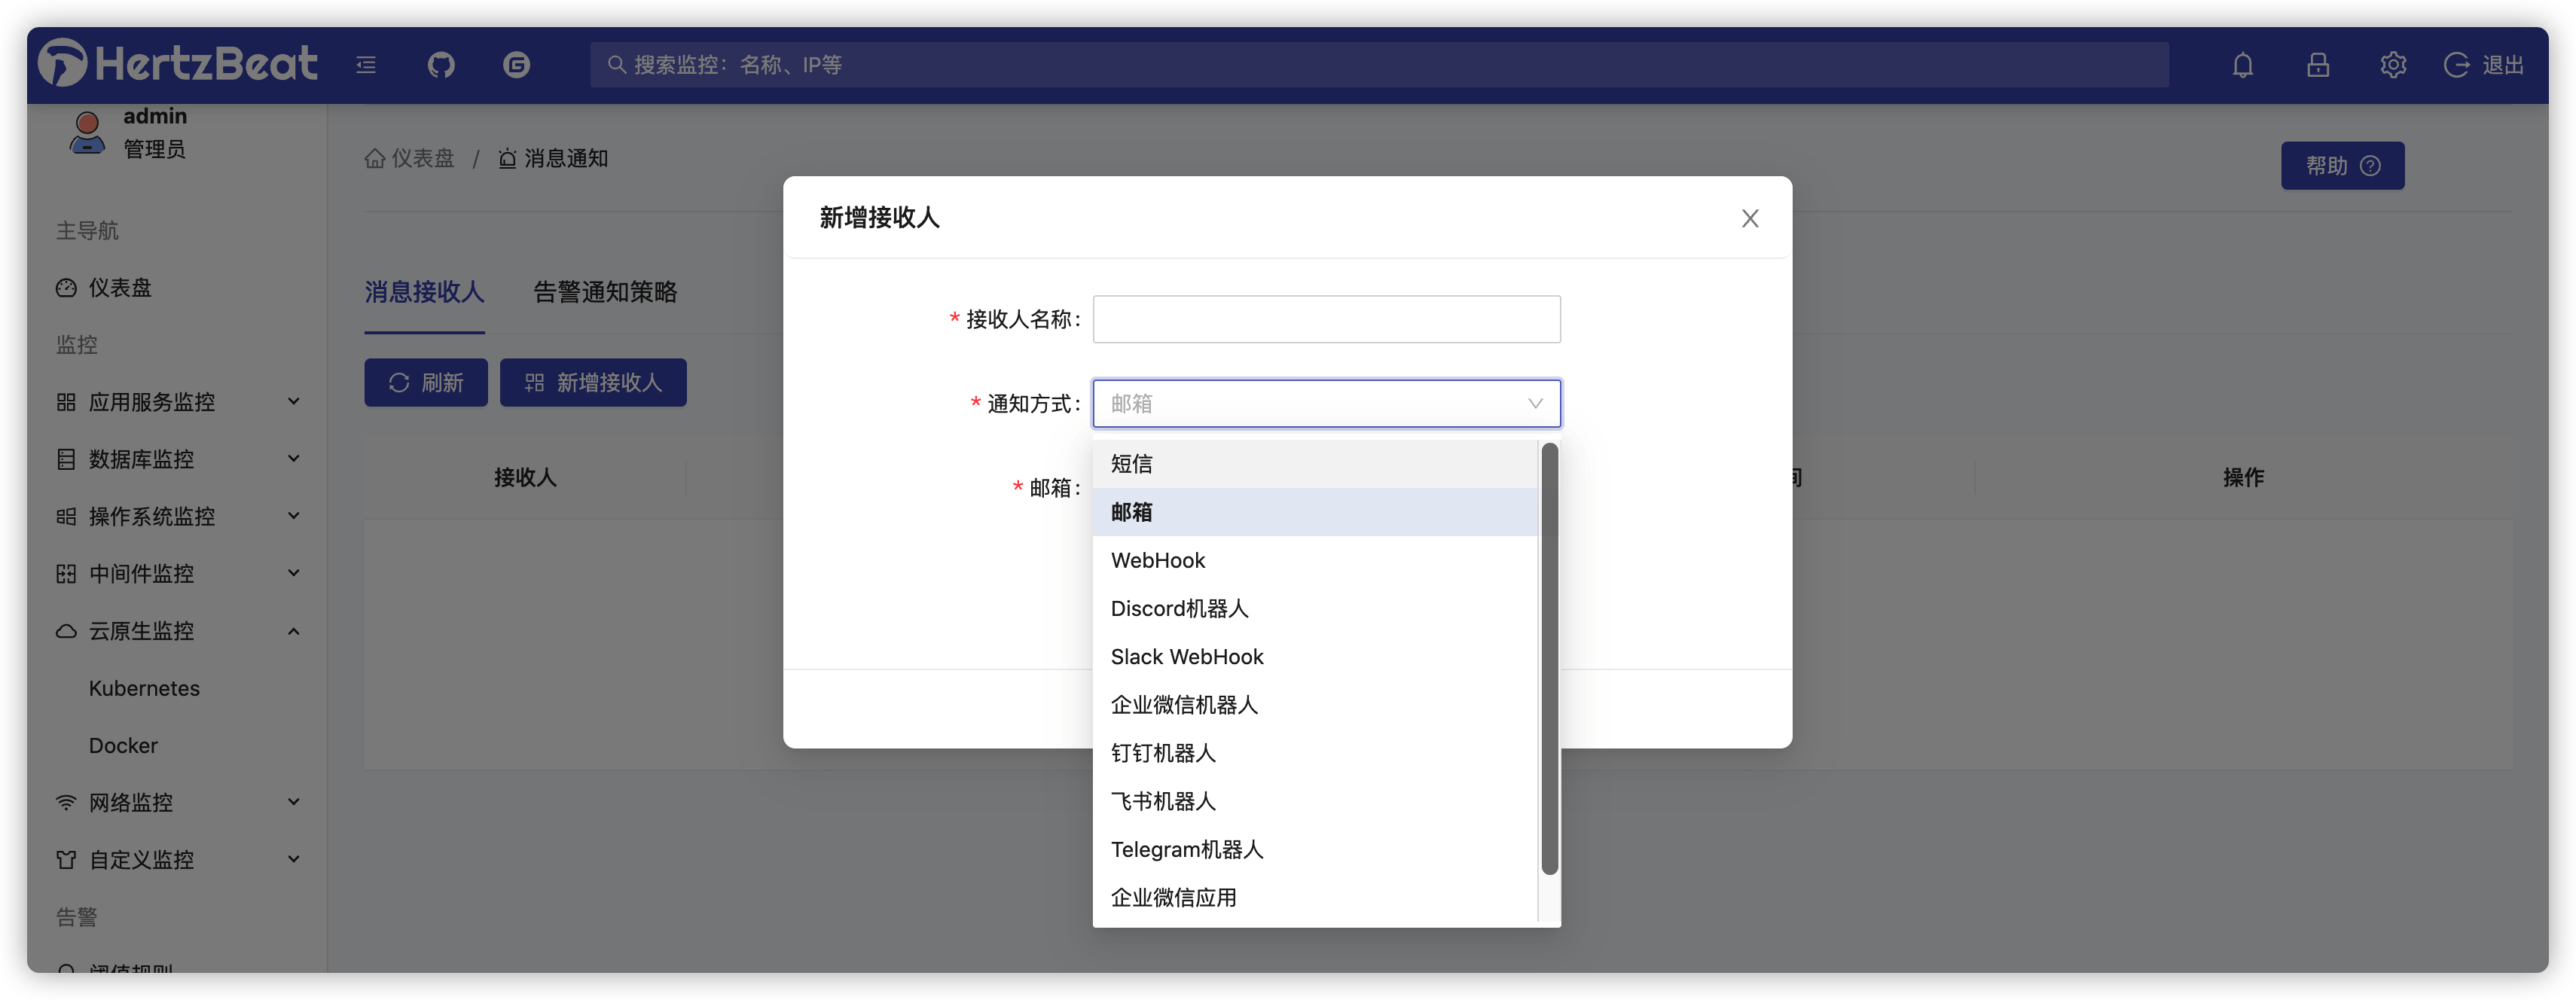 HertzBeat
搜索监控：名称、IP等
退出
admin
管理员
主导航
仪表盘
监控
应用服务监控
数据库监控
操作系统监控
中间件监控
云原生监控
Kubernetes
Docker
网络监控
自定义监控
告警
阈值规则
仪表盘 / 消息通知
帮助
消息接收人 告警通知策略
刷新 新增接收人
接收人
间
操作
新增接收人
* 接收人名称：
* 通知方式：
邮箱
* 邮箱：
短信
邮箱
WebHook
Discord机器人
Slack WebHook
企业微信机器人
钉钉机器人
飞书机器人
Telegram机器人
企业微信应用